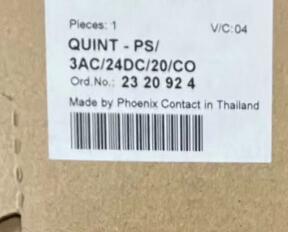 Pieces: 1 V/C:04
QUINT - PS/
3AC/24DC/20/CO
Ord.No.: 23 20 92 4
Made by Phoenix Contact in Thailand